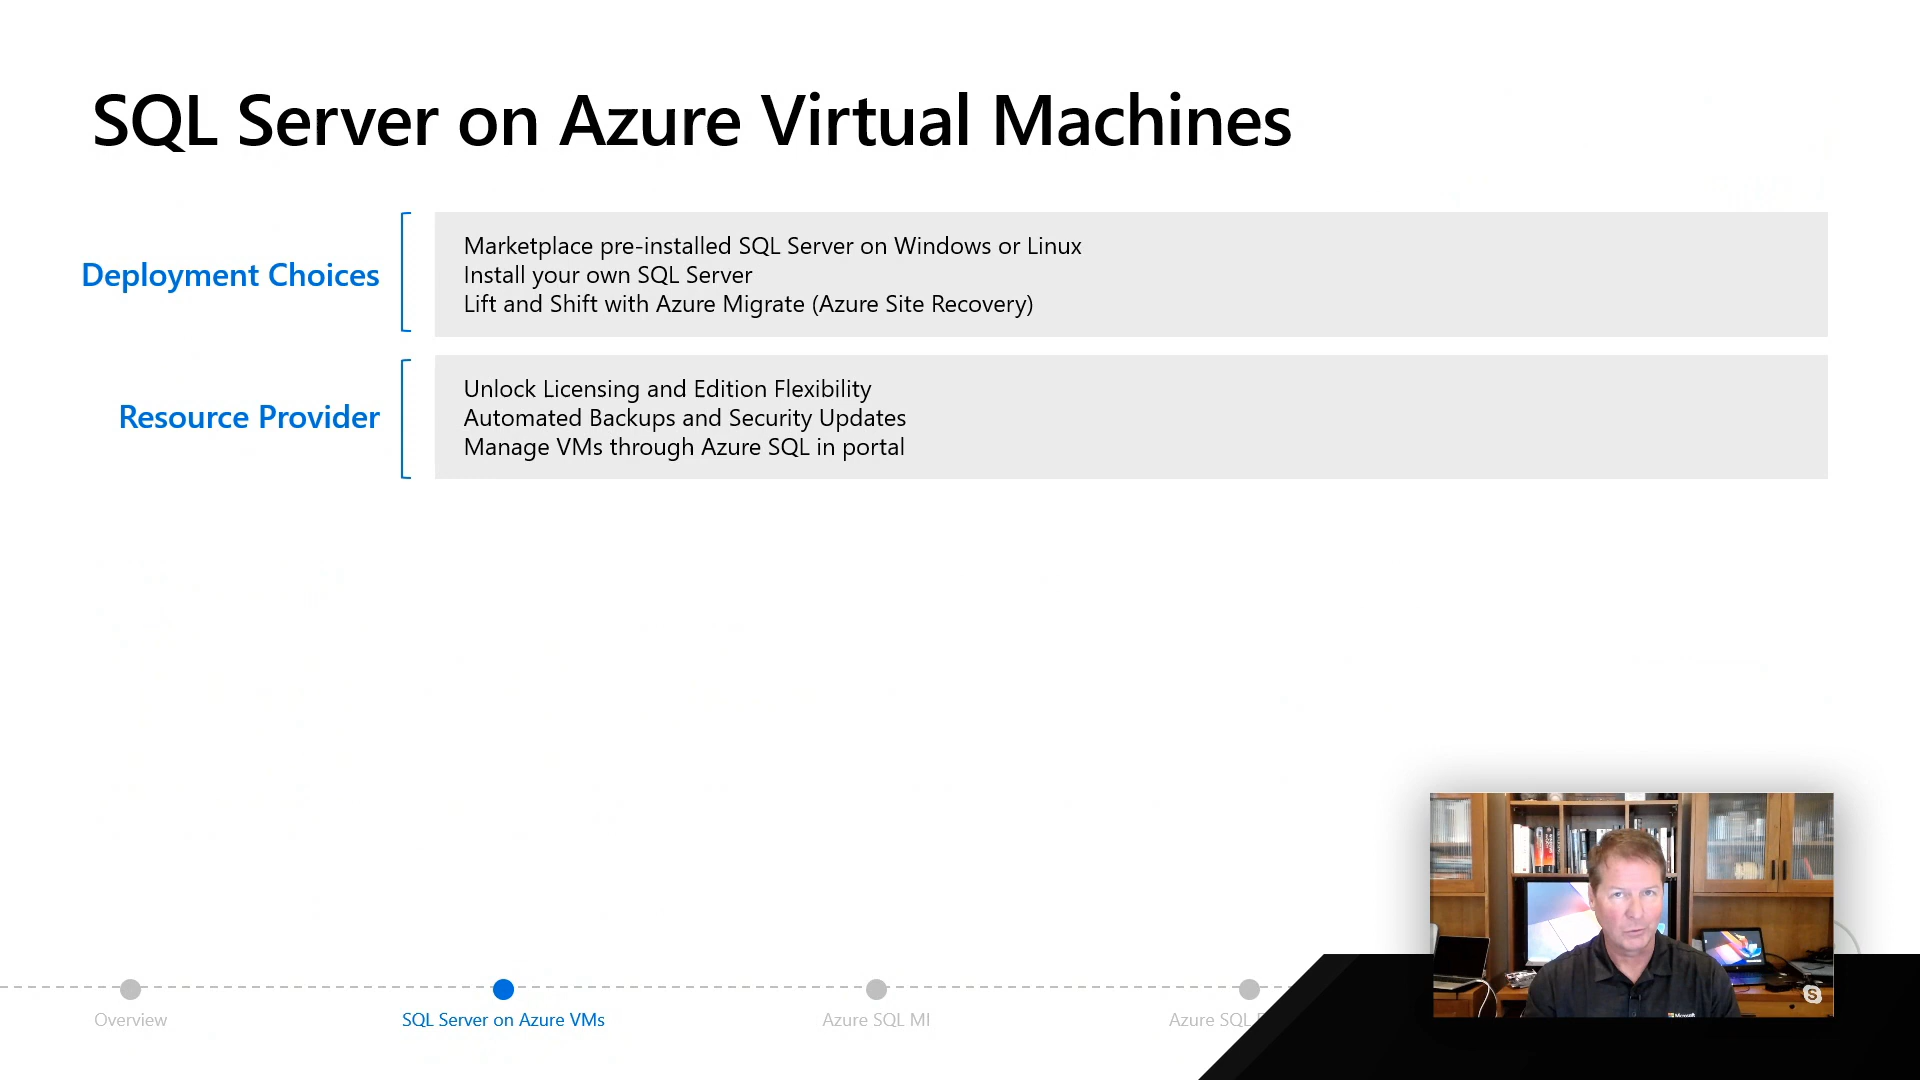 SQL Server on Azure Virtual Machines
Deployment Choices
Marketplace pre-installed SQL Server on Windows or Linux
Install your own SQL Server
Lift and Shift with Azure Migrate (Azure Site Recovery)
Resource Provider
Unlock Licensing and Edition Flexibility
Automated Backups and Security Updates
Manage VMs through Azure SQL in portal
Overview
SQL Server on Azure VMs
Azure SQL MI
Azure SQL
Microsoft
S